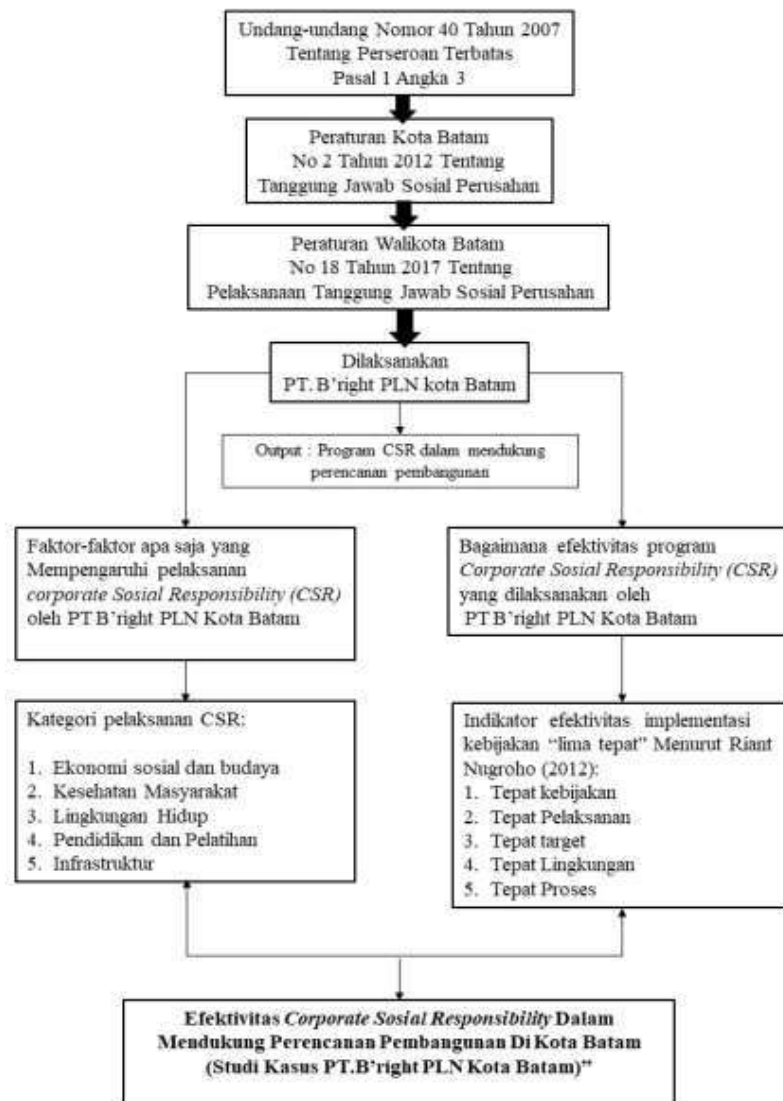 Undang-undang Nomor 40 Tahun 2007
Tentang Perseroan Terbatas
Pasal 1 Angka 3
Peraturan Kota Batam
No 2 Tahun 2012 Tentang
Tanggung Jawab Sosial Perusahan
Peraturan Walikota Batam
No 18 Tahun 2017 Tentang
Pelaksanaan Tanggung Jawab Sosial Perusahan
Dilaksanakan
PT. B’right PLN kota Batam
Output : Program CSR dalam mendukung
perencanan pembangunan
Faktor-faktor apa saja yang
Mempengaruhi pelaksanan
corporate Sosial Responsibility (CSR)
oleh PT B’right PLN Kota Batam
Bagaimana efektivitas program
Corporate Sosial Responsibility (CSR)
yang dilaksanakan oleh
PT B’right PLN Kota Batam
Kategori pelaksanan CSR:
1. Ekonomi sosial dan budaya
2. Kesehatan Masyarakat
3. Lingkungan Hidup
4. Pendidikan dan Pelatihan
5. Infrastruktur
Indikator efektivitas implementasi
kebijakan “lima tepat” Menurut Riant
Nugroho (2012):
1. Tepat kebijakan
2. Tepat Pelaksanan
3. Tepat target
4. Tepat Lingkungan
5. Tepat Proses
Efektivitas Corporate Sosial Responsibility Dalam
Mendukung Perencanan Pembangunan Di Kota Batam
(Studi Kasus PT.B’right PLN Kota Batam)”